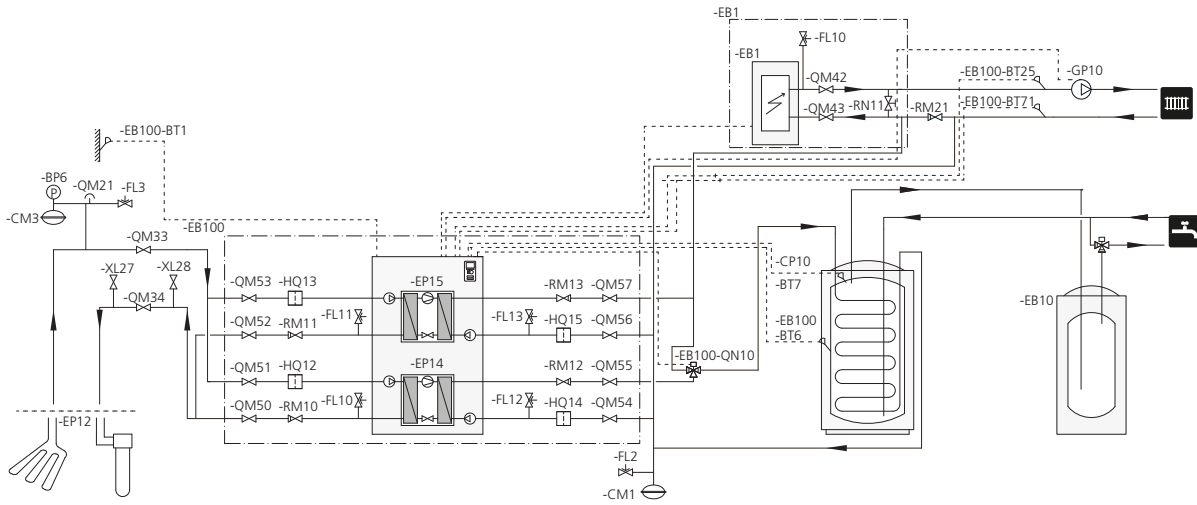 -EB1
-FL10
-EB1
-QM42
-EB100-BT25
-GP10
-QM43
-RN11
-RM21
-EB100-BT71
-EB100-BT1
-BP6
P
-QM21
-FL3
-CM3
-QM33
-EB100
-XL27
-XL28
-QM34
-QM53
-HQ13
-EP15
-RM13
-QM57
-QM52
-RM11
-FL11
-FL13
-HQ15
-QM56
-QM51
-HQ12
-EP14
-RM12
-QM55
-QM50
-RM10
-FL10
-FL12
-HQ14
-QM54
-EP12
-CP10
-BT7
-EB100
-BT6
-EB100-QN10
-EB10
-FL2
-CM1